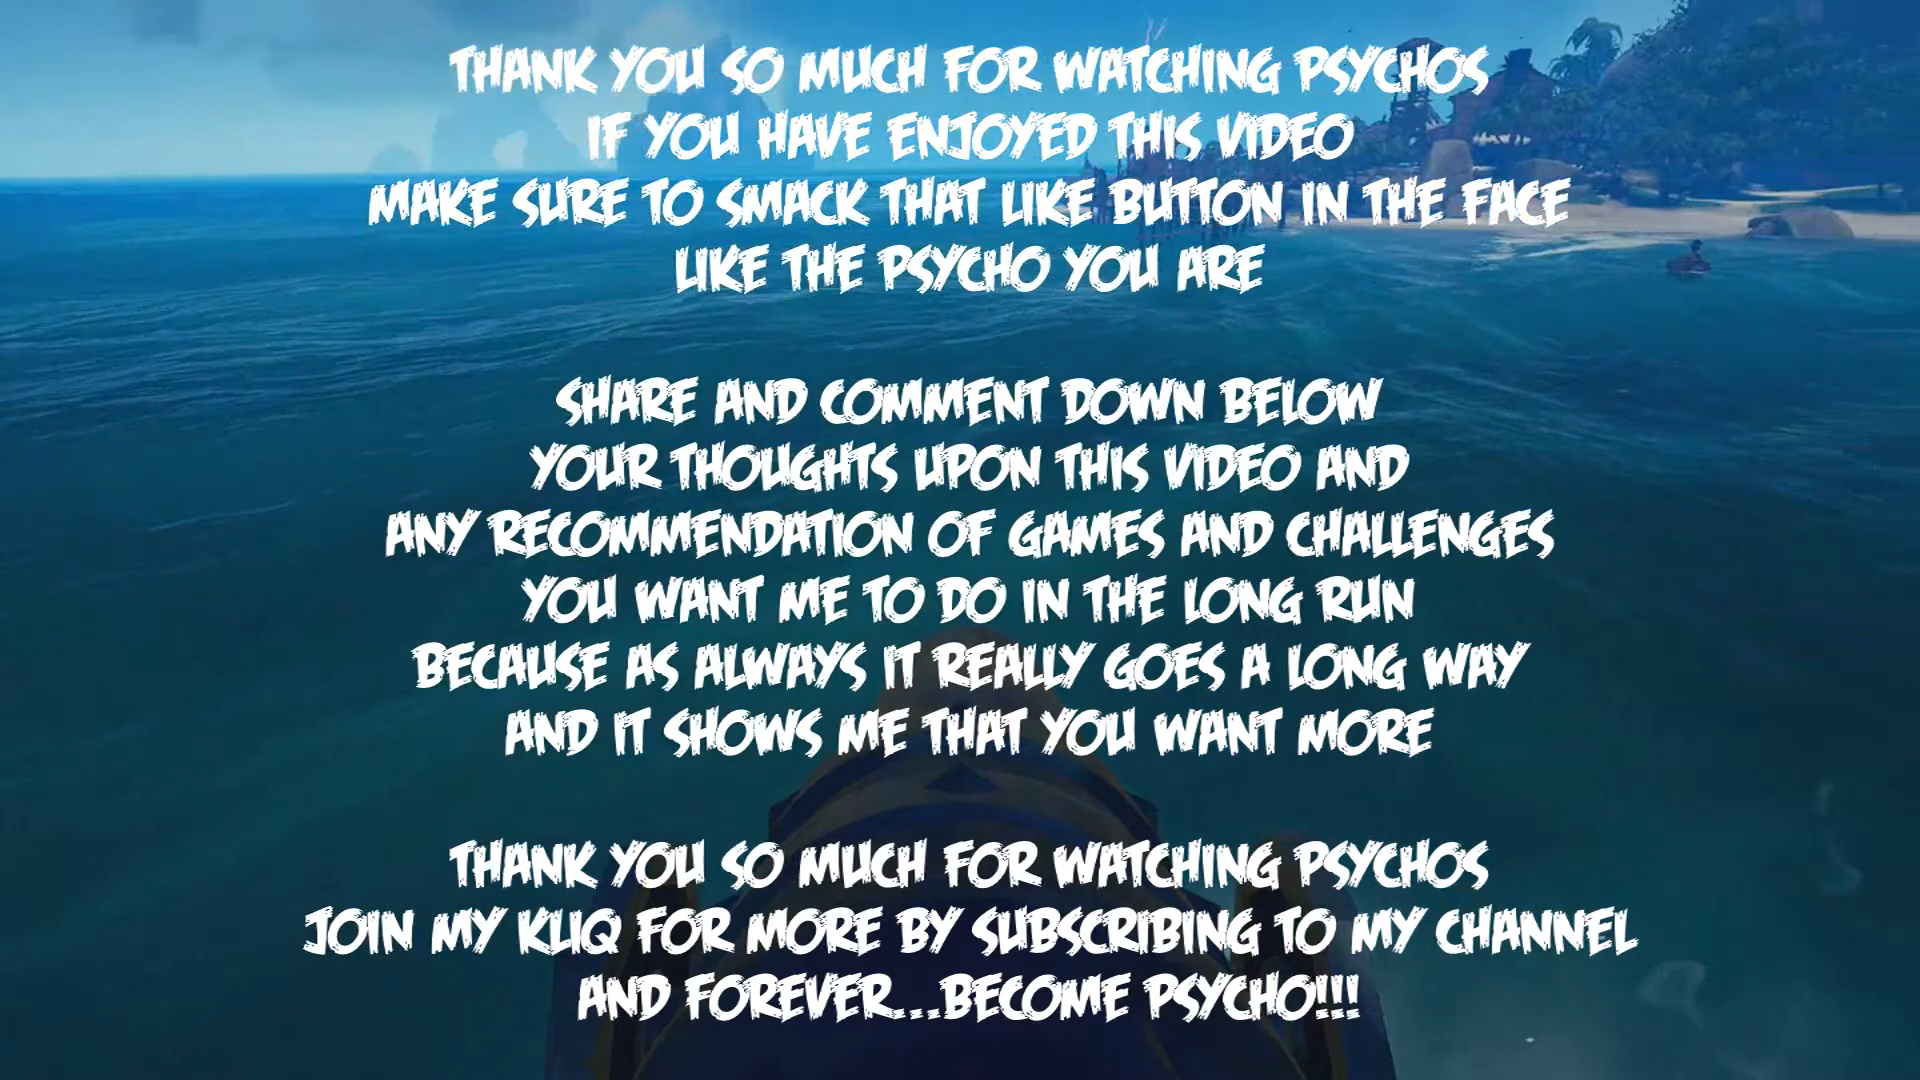 THANK YOU SO MUCH FOR WATCHING PSYCHOS
IF YOU HAVE ENJOYED THIS VIDEO
MAKE SURE TO SMACK THAT LIKE BUTTON IN THE FACE
LIKE THE PSYCHO YOU ARE
SHARE AND COMMENT DOWN BELOW
YOUR THOUGHTS UPON THIS VIDEO AND
ANY RECOMMENDATION OF GAMES AND CHALLENGES
YOU WANT ME TO DO IN THE LONG RUN
BECAUSE AS ALWAYS IT REALLY GOES A LONG WAY
AND IT SHOWS ME THAT YOU WANT MORE
THANK YOU SO MUCH FOR WATCHING PSYCHOS
JOIN MY KLIQ FOR MORE BY SUBSCRIBING TO MY CHANNEL
AND FOREVER...BECOME PSYCHO!!!